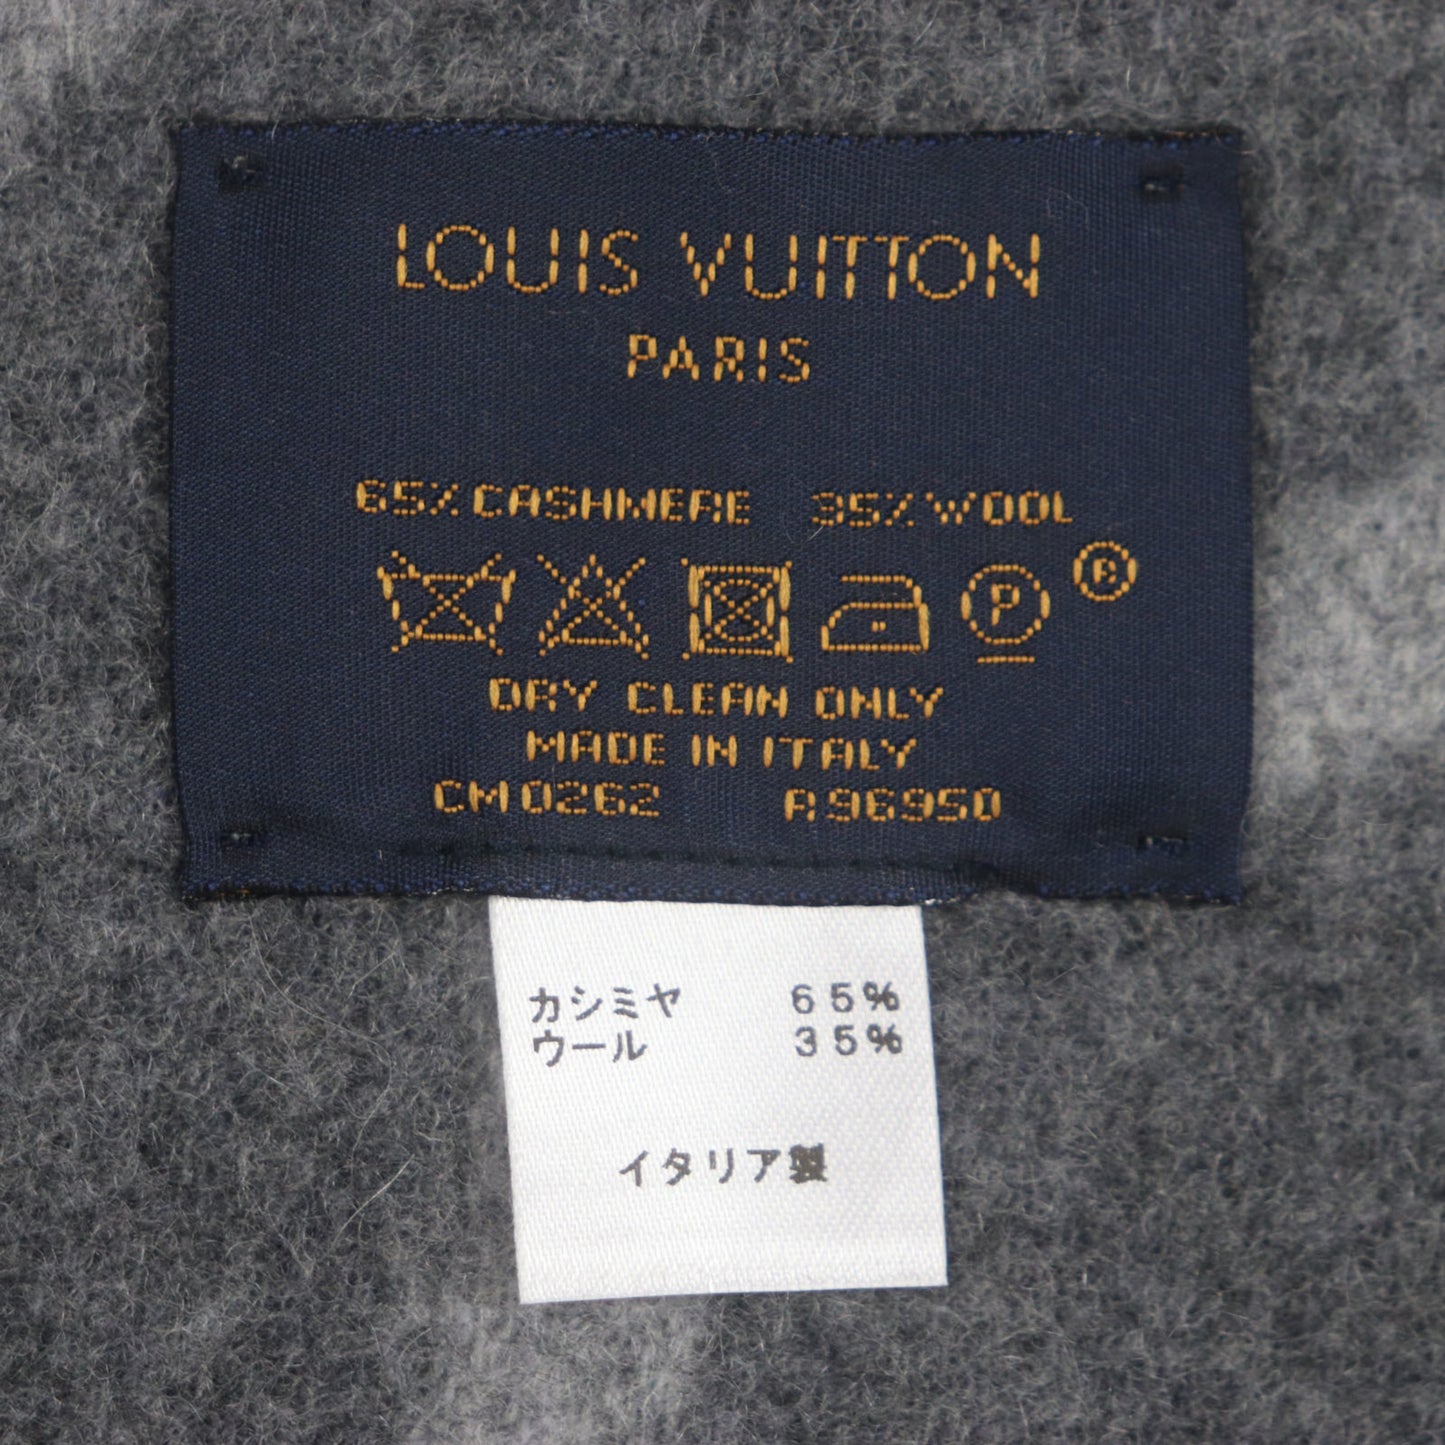 LOUIS VUITTON
PARIS
65% CASHMERE 35% WOOL
P ®
DRY CLEAN ONLY
MADE IN ITALY
CM0262 R96950
カシミヤ 65%
ウール 35%
イタリア製